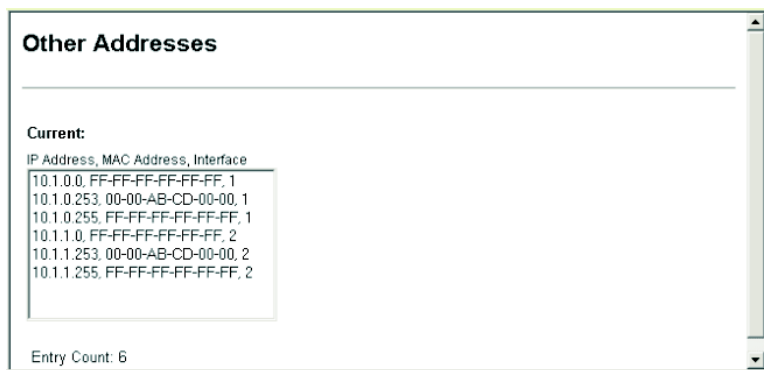 Other Addresses
Current:
IP Address, MAC Address, Interface
10.1.0.0, FF-FF-FF-FF-FF-FF, 1
10.1.0.253, 00-00-AB-CD-00-00, 1
10.1.0.255, FF-FF-FF-FF-FF-FF, 1
10.1.1.0, FF-FF-FF-FF-FF-FF, 2
10.1.1.253, 00-00-AB-CD-00-00, 2
10.1.1.255, FF-FF-FF-FF-FF-FF, 2
Entry Count: 6